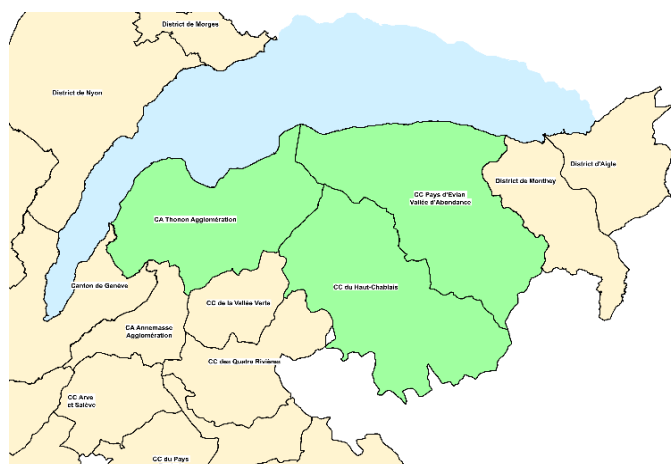 District de Morges
District de Nyon
District d'Aigle
District de Monthey
CC Pays d'Evian
Vallée d'Abondance
CA Thonon Agglomération
Canton de Genève
CC du Haut-Chablais
CC de la Vallée Verte
CA Annemasse
Agglomération
CC des Quatre Rivières
CC Arve
et Salève
CC du Pays